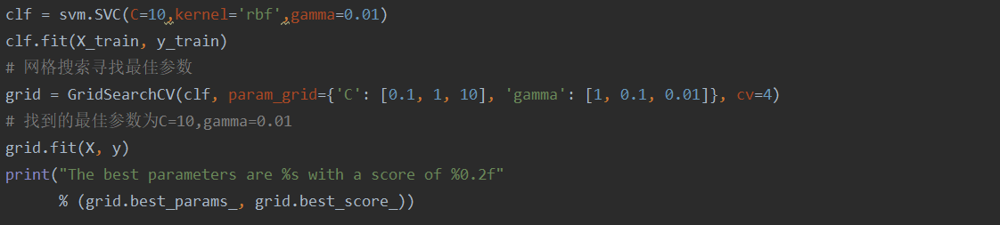 clf = svm.SVC(C=10,kernel='rbf',gamma=0.01)
clf.fit(X_train, y_train)
# 网格搜索寻找最佳参数
grid = GridSearchCV(clf, param_grid={'C': [0.1, 1, 10], 'gamma': [1, 0.1, 0.01]}, cv=4)
# 找到的最佳参数为C=10,gamma=0.01
grid.fit(X, y)
print("The best parameters are %s with a score of %0.2f"
      % (grid.best_params_, grid.best_score_))